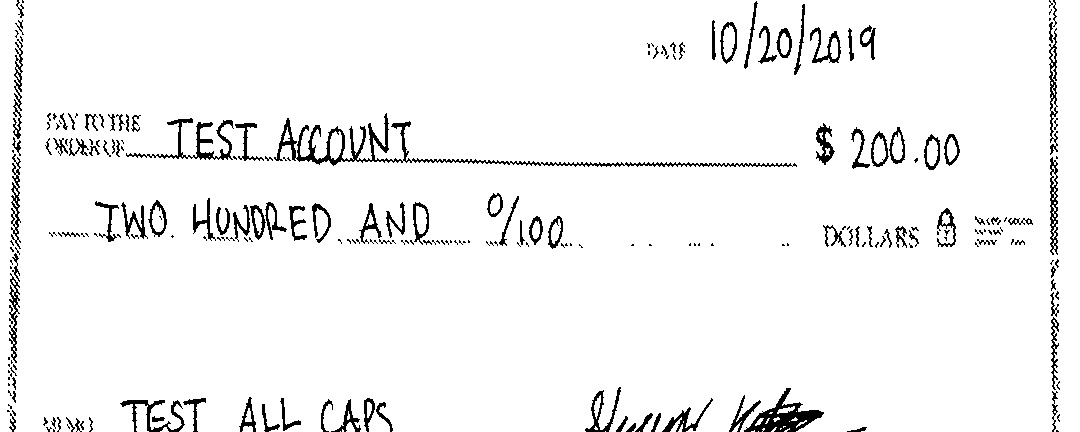 DATE 10/20/2019
PAY TO THE
ORDER OF TEST ACCOUNT $ 200.00
TWO HUNDRED AND 0/100 DOLLARS
MEMO TEST ALL CAPS